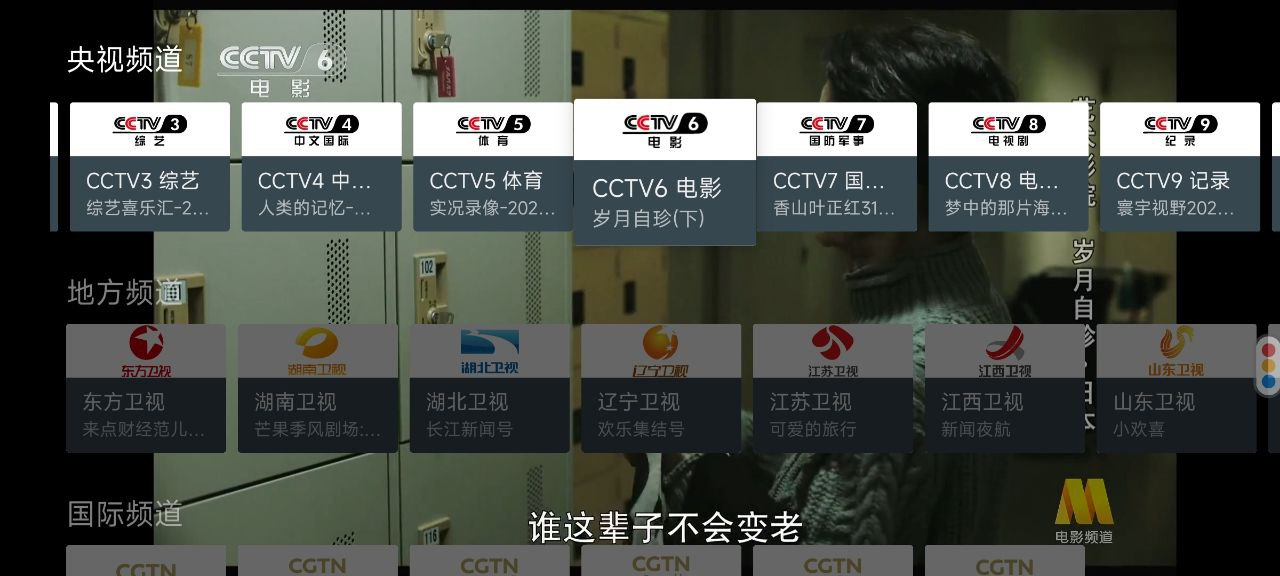 央视频道
CCTV 6
电 影
CCTV 3
综 艺
CCTV3 综艺
综艺喜乐汇-2...
CCTV 4
中文国际
CCTV4 中...
人类的记忆-...
CCTV 5
体 育
CCTV5 体育
实况录像-202...
CCTV 6
电 影
CCTV6 电影
岁月自珍(下)
CCTV 7
国防军事
CCTV7 国...
香山叶正红31...
CCTV 8
电视剧
CCTV8 电...
梦中的那片海...
CCTV 9
纪 录
CCTV9 记录
寰宇视野202...
102
岁月自珍·日本
地方频道
东方卫视
东方卫视
来点财经范儿...
湖南卫视
湖南卫视
芒果季风剧场:...
湖北卫视
湖北卫视
长江新闻号
辽宁卫视
辽宁卫视
欢乐集结号
江苏卫视
江苏卫视
可爱的旅行
江西卫视
江西卫视
新闻夜航
山东卫视
山东卫视
小欢喜
国际频道
116
谁这辈子不会变老
电影频道
CGTN
CGTN
CGTN
CGTN
CGTN
CGTN